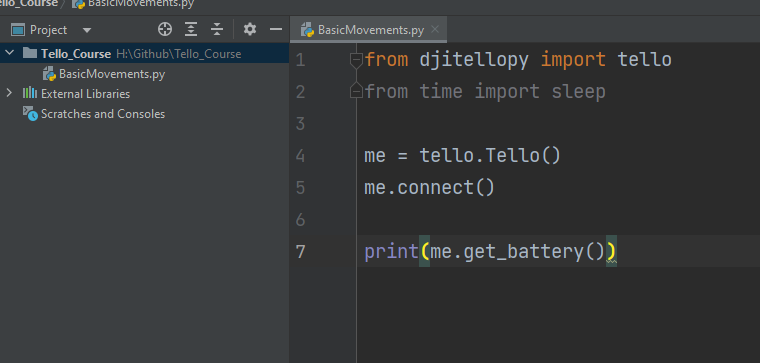 Tello_Course BasicMovements.py
Project
BasicMovements.py
Tello_Course H:\Github\Tello_Course
BasicMovements.py
External Libraries
Scratches and Consoles
1 from djitellopy import tello
2 from time import sleep
3
4 me = tello.Tello()
5 me.connect()
6
7 print(me.get_battery())